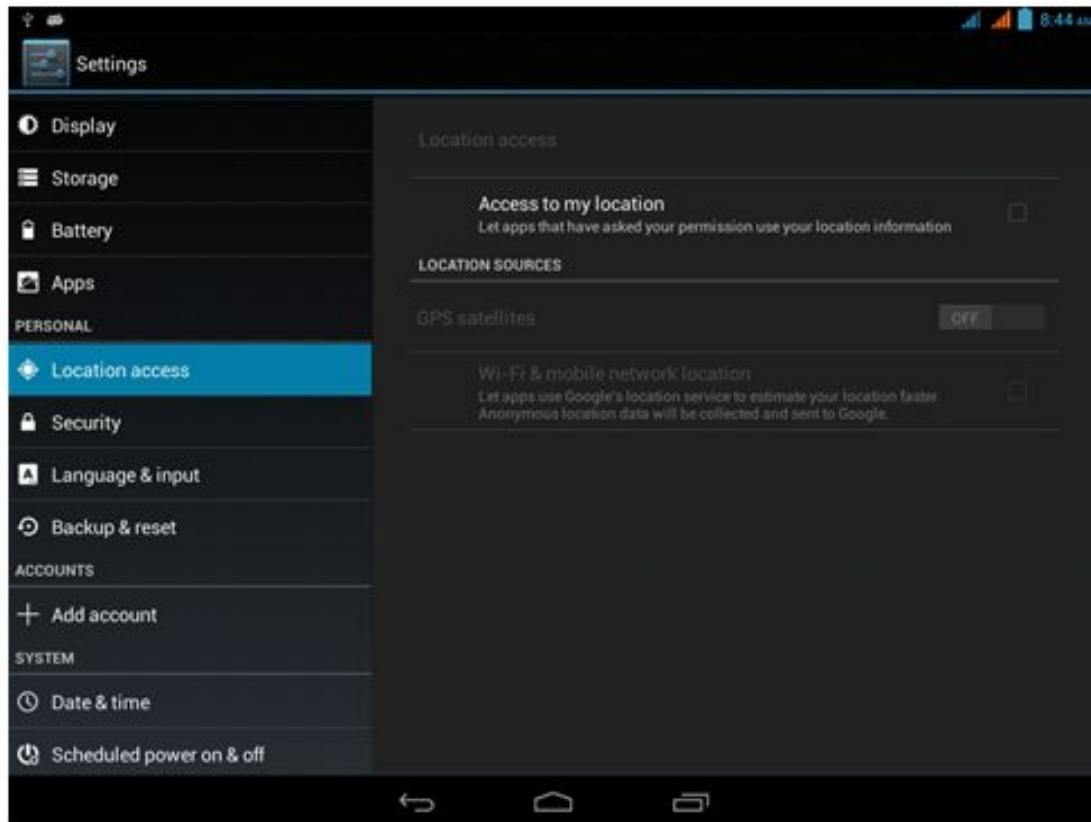 8:44 AM
Settings
Display
Storage
Battery
Apps
PERSONAL
Location access
Security
Language & input
Backup & reset
ACCOUNTS
Add account
SYSTEM
Date & time
Scheduled power on & off
Location access
Access to my location
Let apps that have asked your permission use your location information
LOCATION SOURCES
GPS satellites
OFF
Wi-Fi & mobile network location
Let apps use Google's location service to estimate your location faster.
Anonymous location data will be collected and sent to Google.